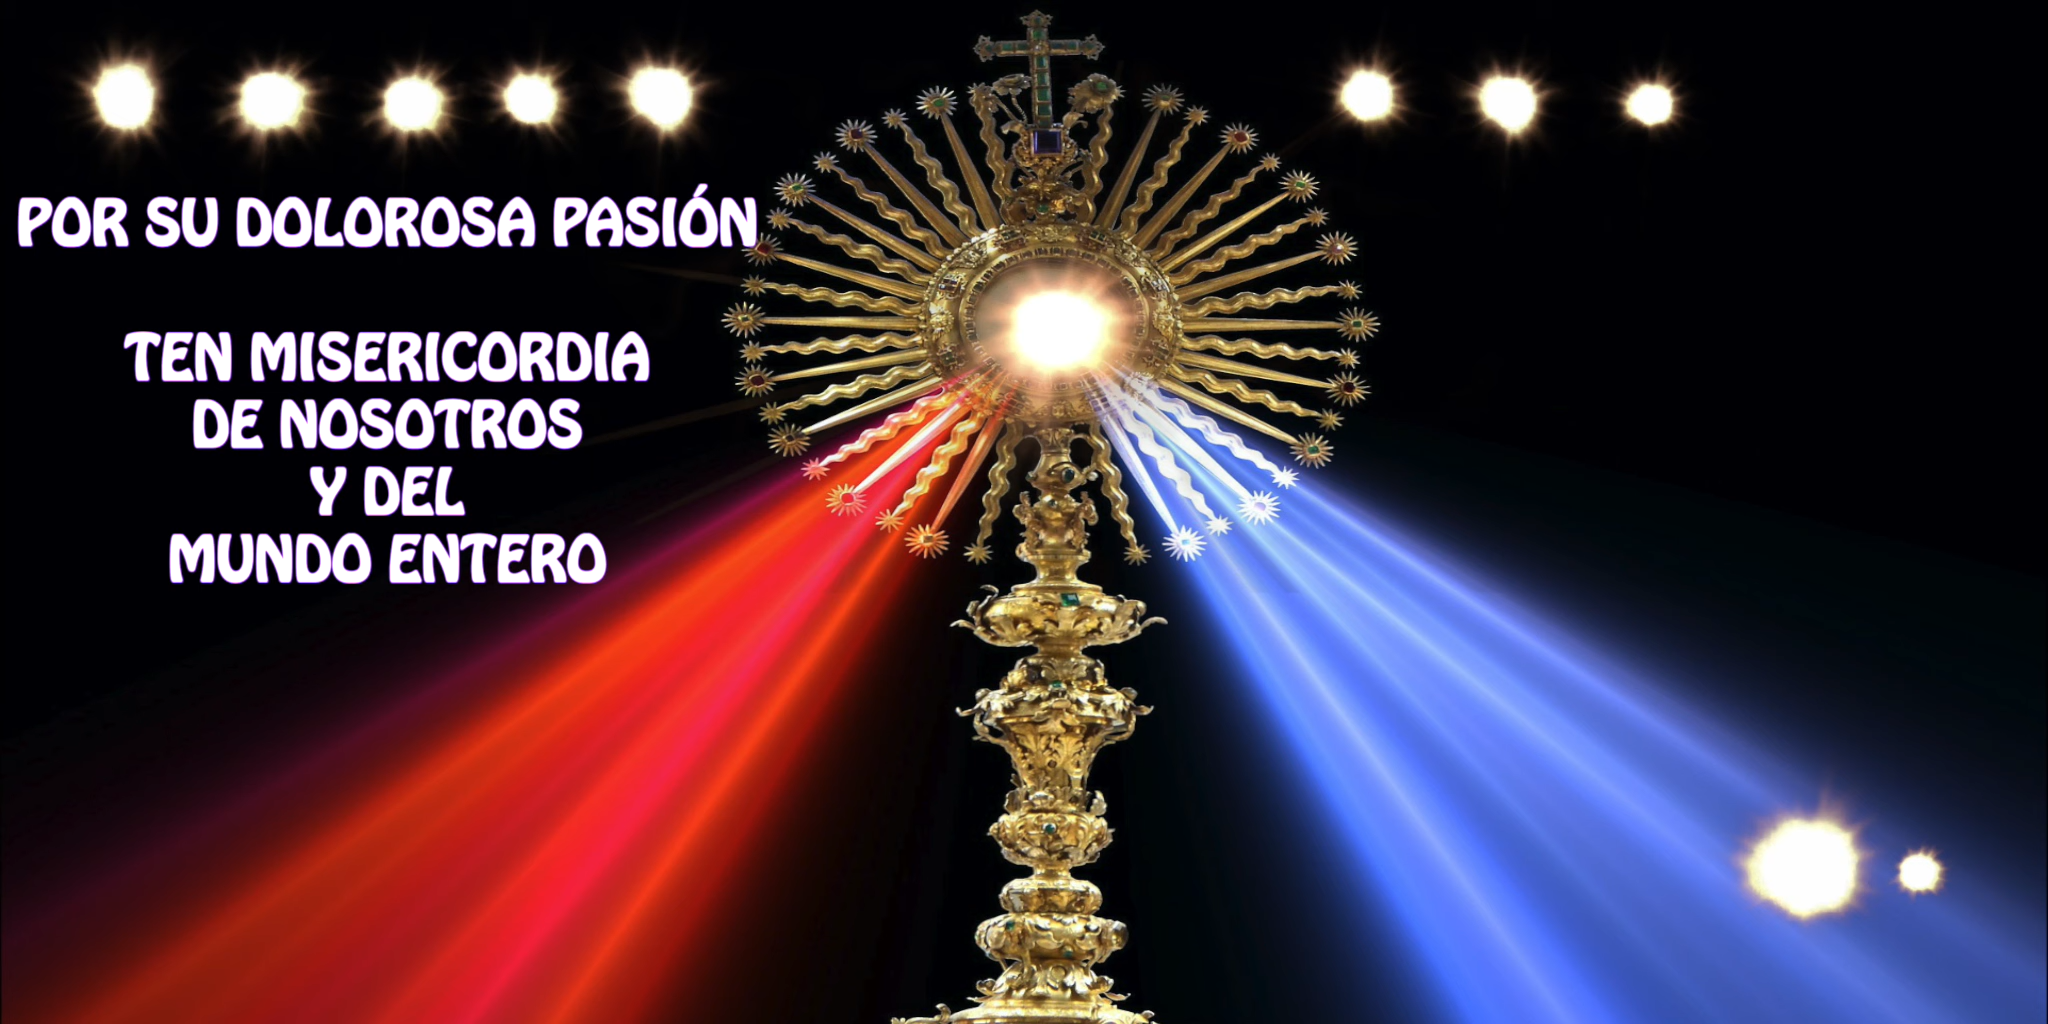 POR SU DOLOROSA PASIÓN
TEN MISERICORDIA
DE NOSOTROS
Y DEL
MUNDO ENTERO